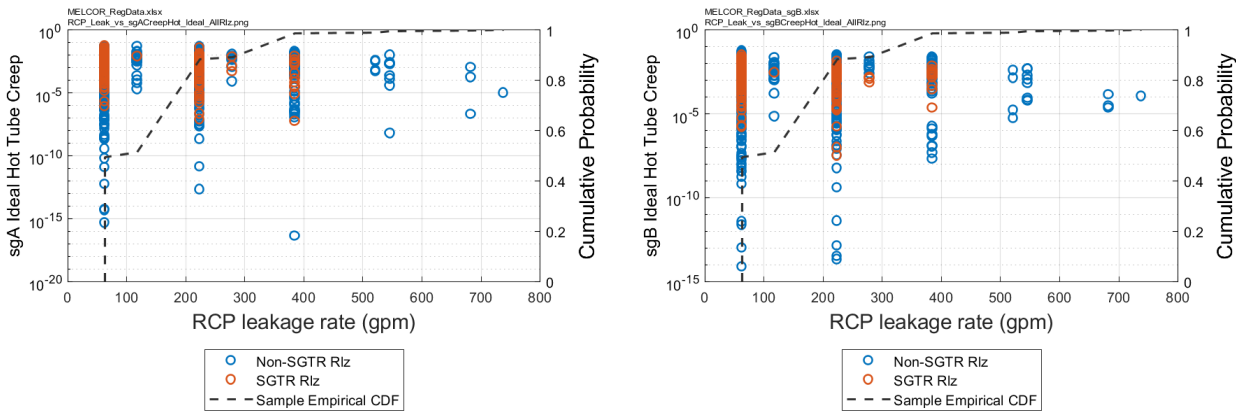 MELCOR_RegData.xlsx
RCP_Leak_vs_sgACreepHot_Ideal_AllRlz.png
sgA Ideal Hot Tube Creep
10^0
10^-5
10^-10
10^-15
10^-20
0 100 200 300 400 500 600 700 800
RCP leakage rate (gpm)
1
0.8
0.6
0.4
0.2
0
Cumulative Probability
Non-SGTR Rlz
SGTR Rlz
Sample Empirical CDF
MELCOR_RegData_sgB.xlsx
RCP_Leak_vs_sgBCreepHot_Ideal_AllRlz.png
sgB Ideal Hot Tube Creep
10^0
10^-5
10^-10
10^-15
0 100 200 300 400 500 600 700 800
RCP leakage rate (gpm)
1
0.8
0.6
0.4
0.2
0
Cumulative Probability
Non-SGTR Rlz
SGTR Rlz
Sample Empirical CDF